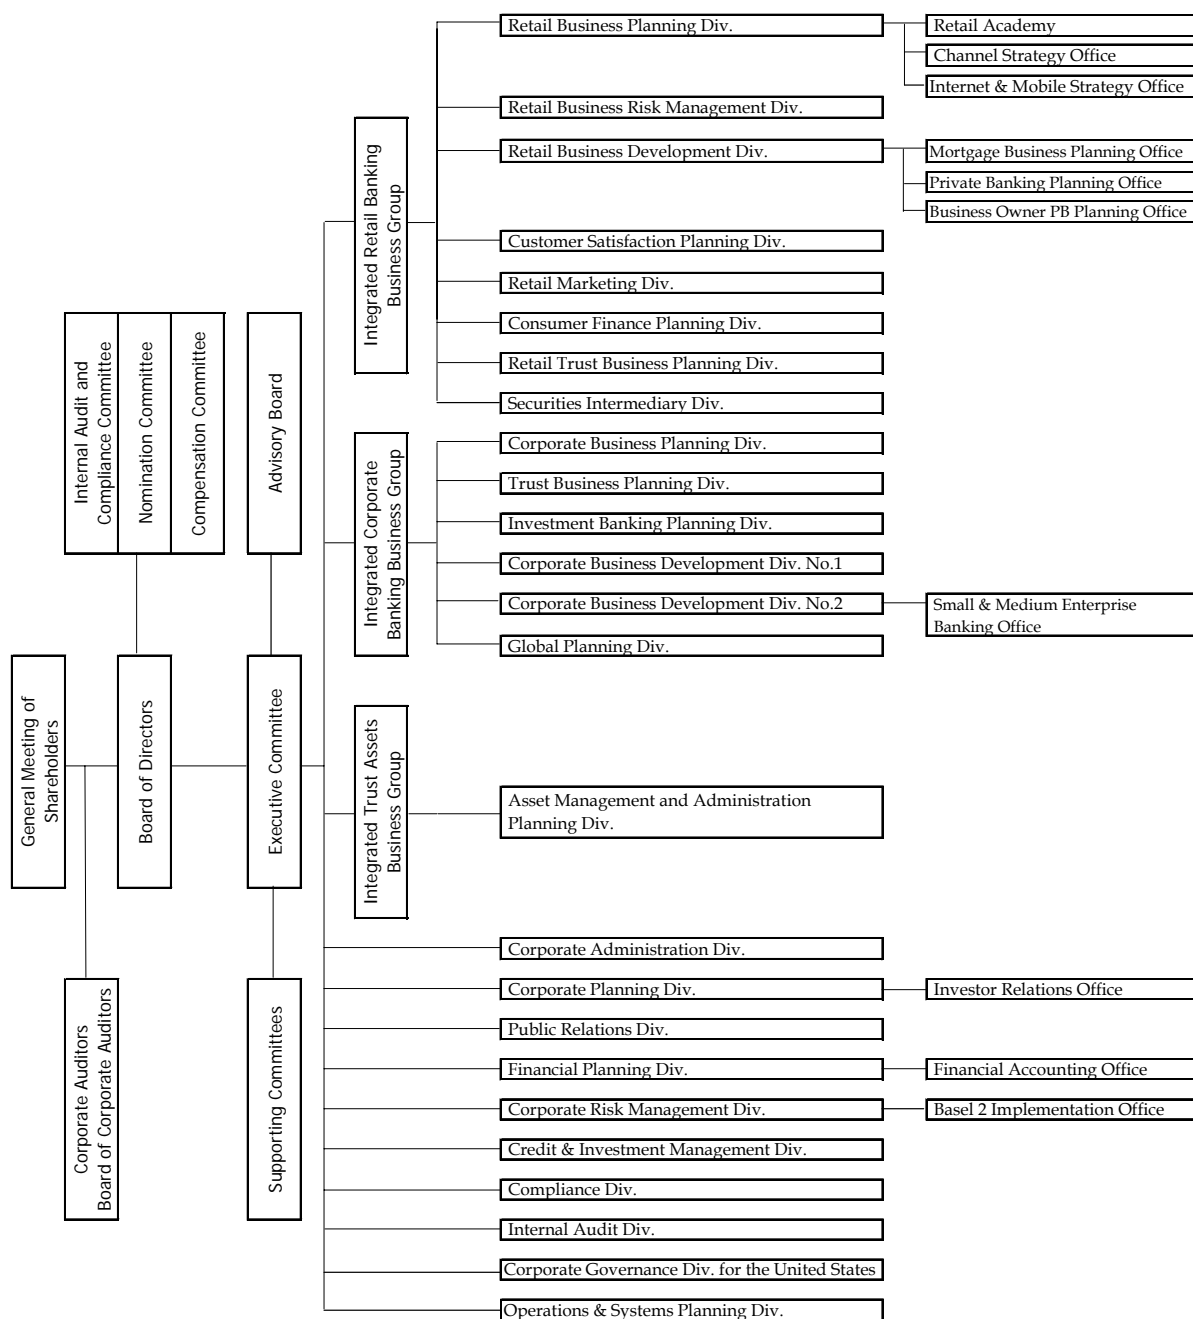 General Meeting of
Shareholders
Corporate Auditors
Board of Corporate Auditors
Internal Audit and
Compliance Committee
Nomination Committee
Compensation Committee
Board of Directors
Advisory Board
Executive Committee
Supporting Committees
Integrated Retail Banking
Business Group
Retail Business Planning Div.
Retail Academy
Channel Strategy Office
Internet & Mobile Strategy Office
Retail Business Risk Management Div.
Retail Business Development Div.
Mortgage Business Planning Office
Private Banking Planning Office
Business Owner PB Planning Office
Customer Satisfaction Planning Div.
Retail Marketing Div.
Consumer Finance Planning Div.
Retail Trust Business Planning Div.
Securities Intermediary Div.
Integrated Corporate
Banking Business Group
Corporate Business Planning Div.
Trust Business Planning Div.
Investment Banking Planning Div.
Corporate Business Development Div. No.1
Corporate Business Development Div. No.2
Small & Medium Enterprise
Banking Office
Global Planning Div.
Integrated Trust Assets
Business Group
Asset Management and Administration
Planning Div.
Corporate Administration Div.
Corporate Planning Div.
Investor Relations Office
Public Relations Div.
Financial Planning Div.
Financial Accounting Office
Corporate Risk Management Div.
Basel 2 Implementation Office
Credit & Investment Management Div.
Compliance Div.
Internal Audit Div.
Corporate Governance Div. for the United States
Operations & Systems Planning Div.